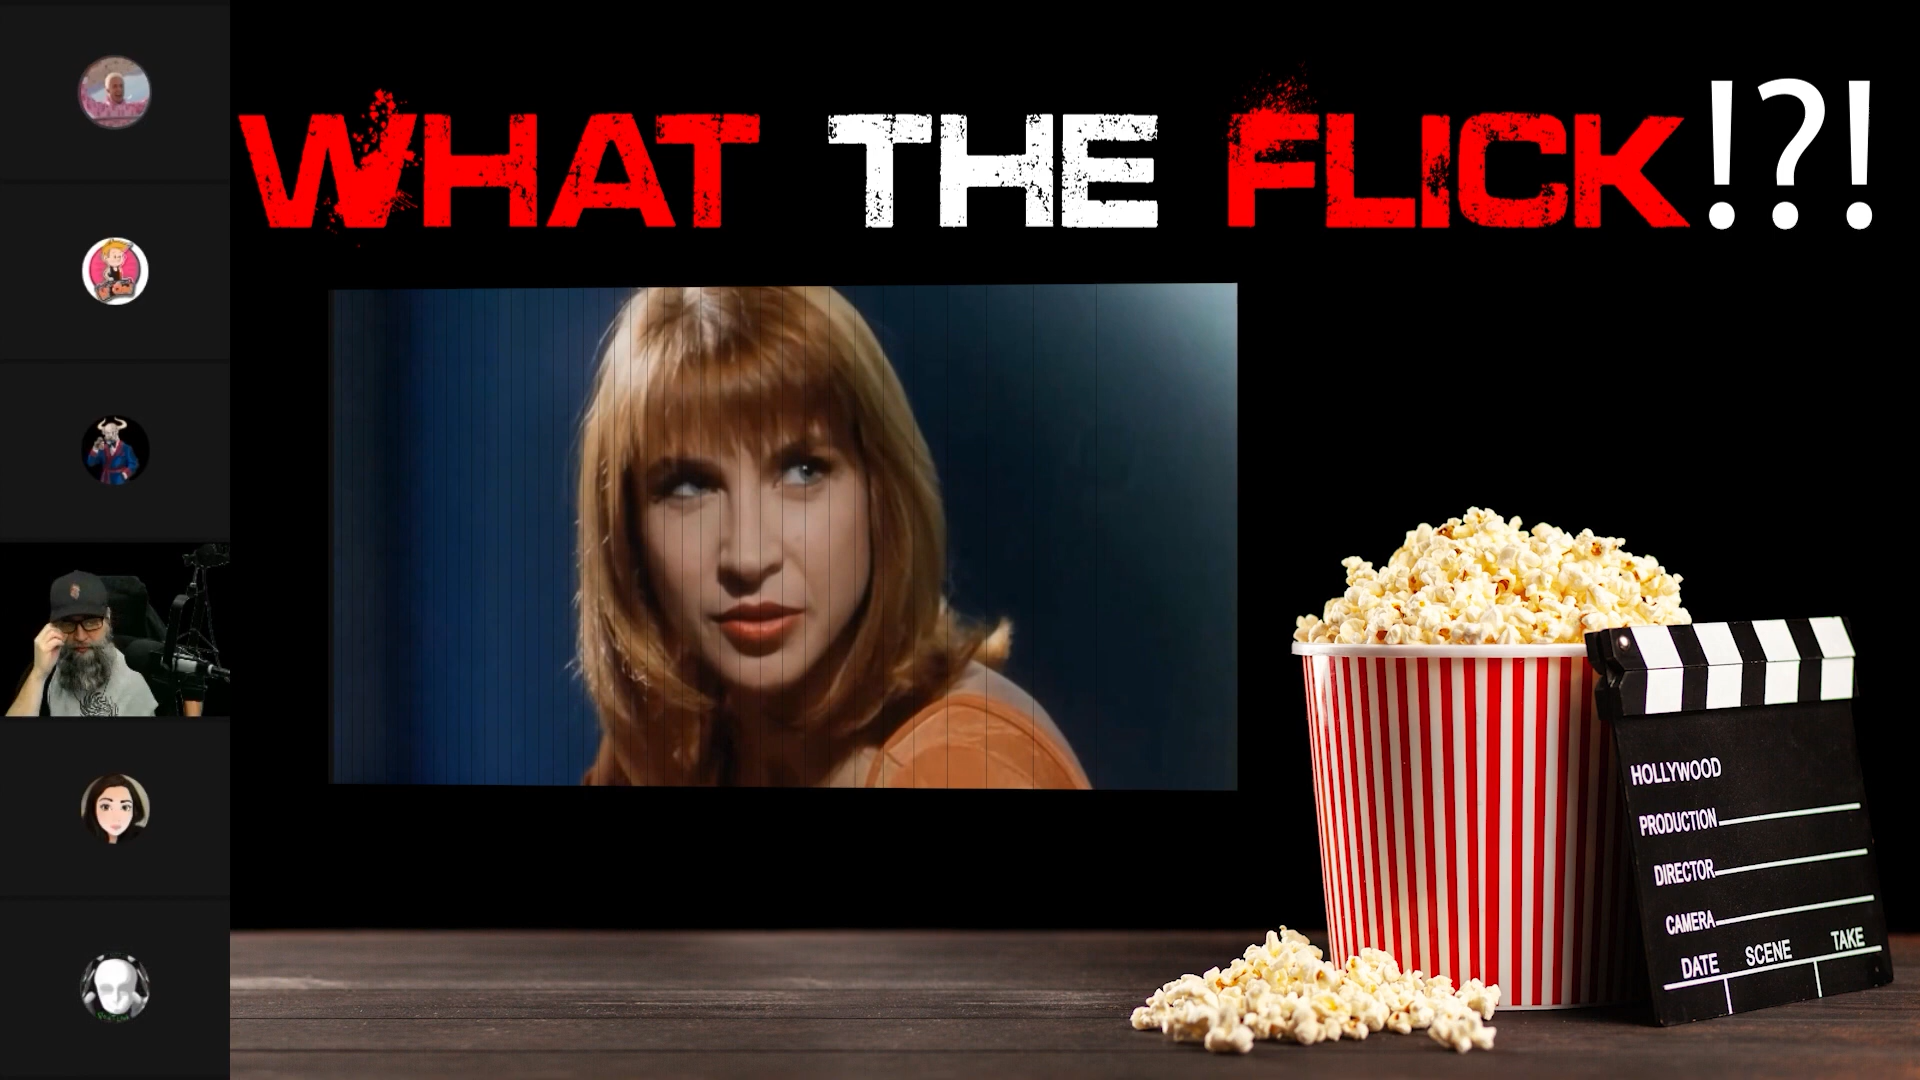 WHAT THE FLICK!?!
HOLLYWOOD
PRODUCTION
DIRECTOR
CAMERA
DATE SCENE TAKE